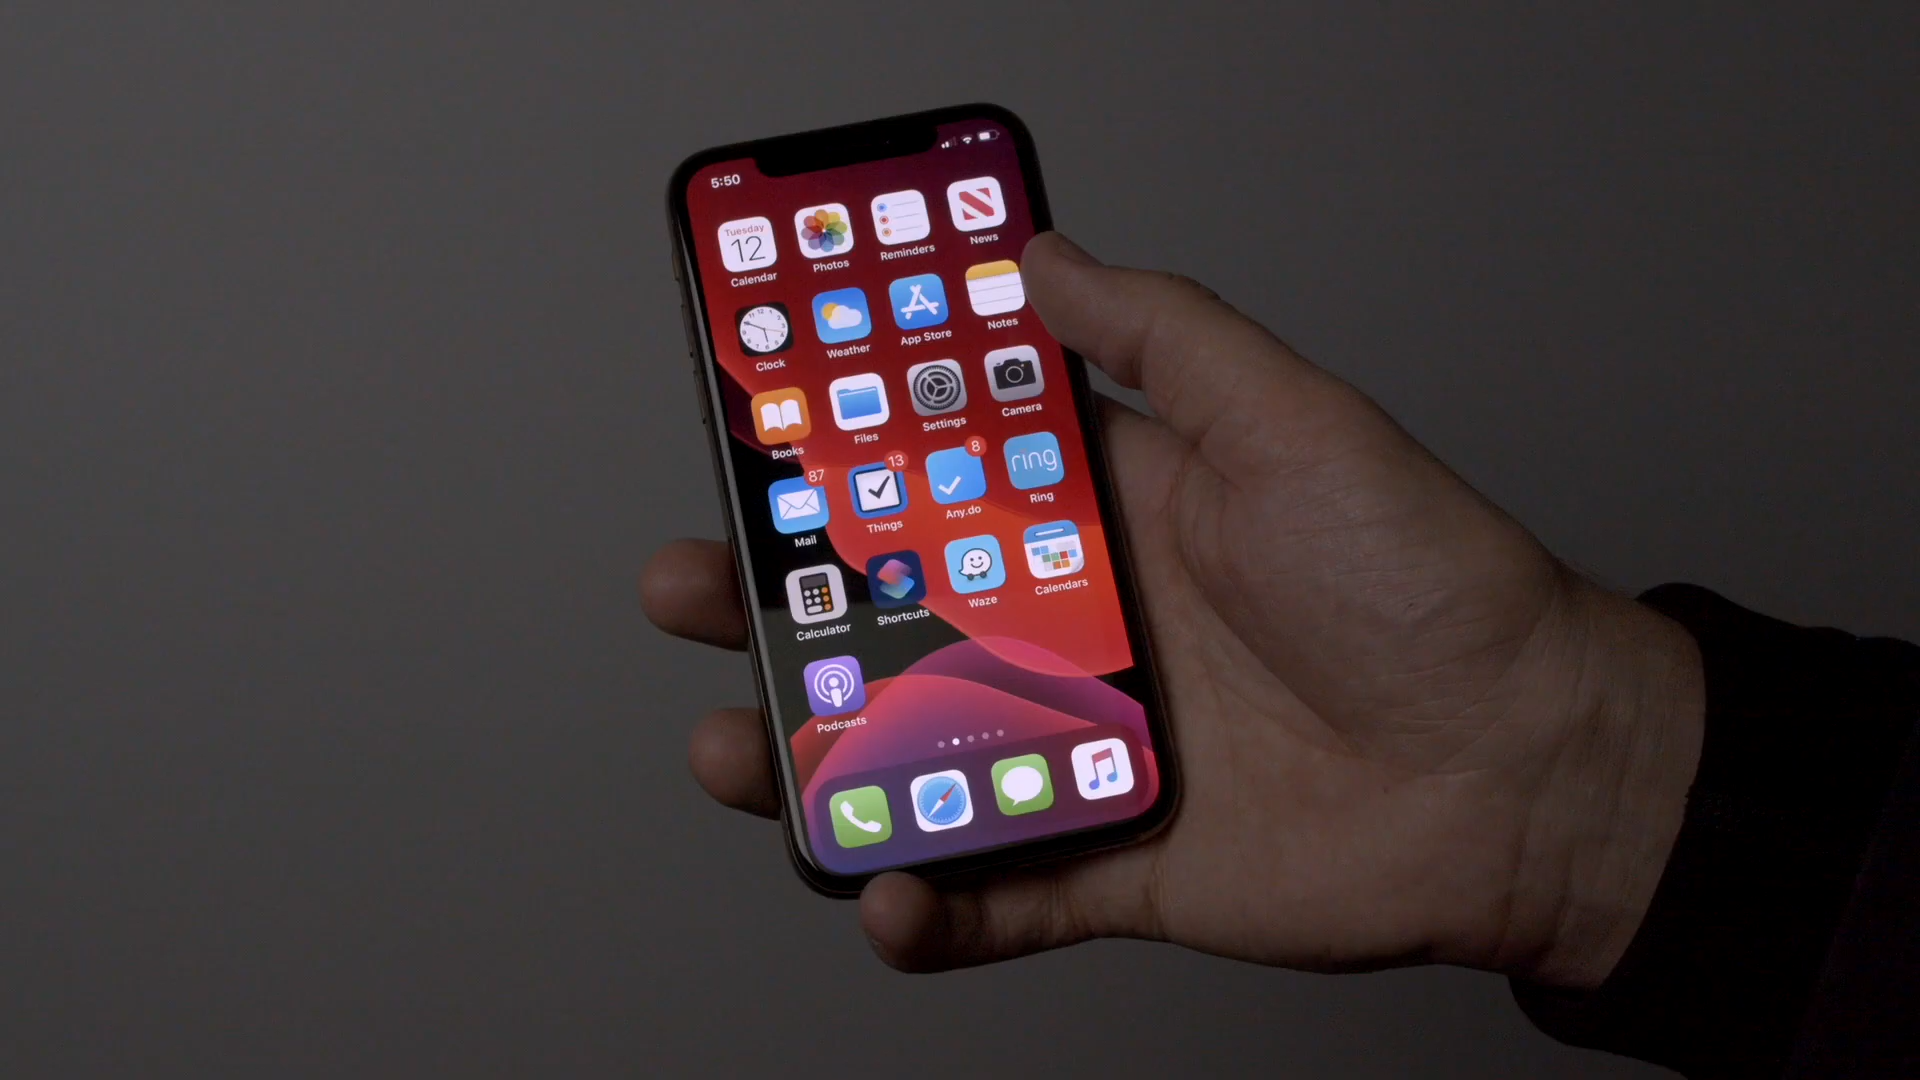 5:50
Tuesday
12
Calendar
Photos
Reminders
News
Clock
Weather
App Store
Notes
Books
Files
Settings
Camera
87
13
8
ring
Mail
Things
Any.do
Ring
Calculator
Shortcuts
Waze
Calendars
Podcasts